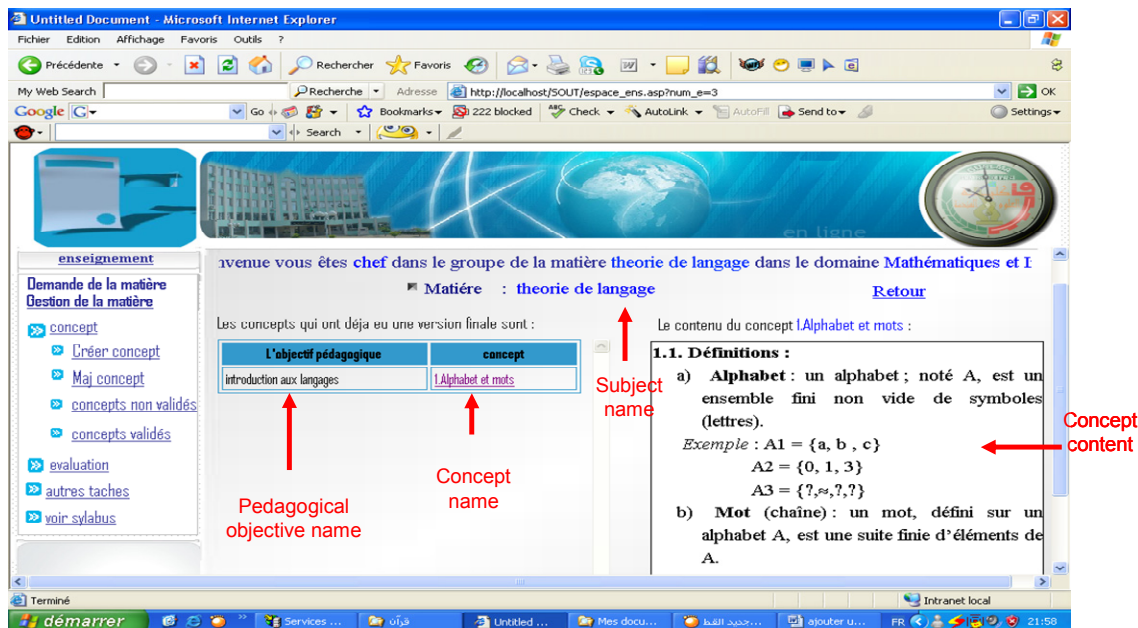 Untitled Document - Microsoft Internet Explorer
Fichier Edition Affichage Favoris Outils ?
Précédente Rechercher Favoris
My Web Search Recherche Adresse http://localhost/SOUT/espace_ens.asp?num_e=3 OK
Google G Go Bookmarks 222 blocked Check AutoLink AutoFill Send to Settings
Search
en ligne
enseignement
nvenue vous êtes chef dans le groupe de la matière theorie de langage dans le domaine Mathématiques et I
Demande de la matière
Gestion de la matière
Matiére : theorie de langage
Retour
concept
Créer concept
Maj concept
concepts non validés
concepts validés
evaluation
autres taches
voir sylabus
Les concepts qui ont déja eu une version finale sont :
L'objectif pédagogique concept
introduction aux langages 1.Alphabet et mots
Le contenu du concept 1.Alphabet et mots :
1.1. Définitions :
a) Alphabet : un alphabet ; noté A, est un
ensemble fini non vide de symboles
(lettres).
Exemple : A1 = {a, b , c}
A2 = {0, 1, 3}
A3 = {?,≈,?,?}
b) Mot (chaîne) : un mot, défini sur un
alphabet A, est une suite finie d'éléments de
A.
Subject
name
Concept
content
Concept
name
Pedagogical
objective name
Terminé Intranet local
démarrer Services ... قرآن Untitled ... Mes docu... جديد القط... ajouter u... FR 21:58